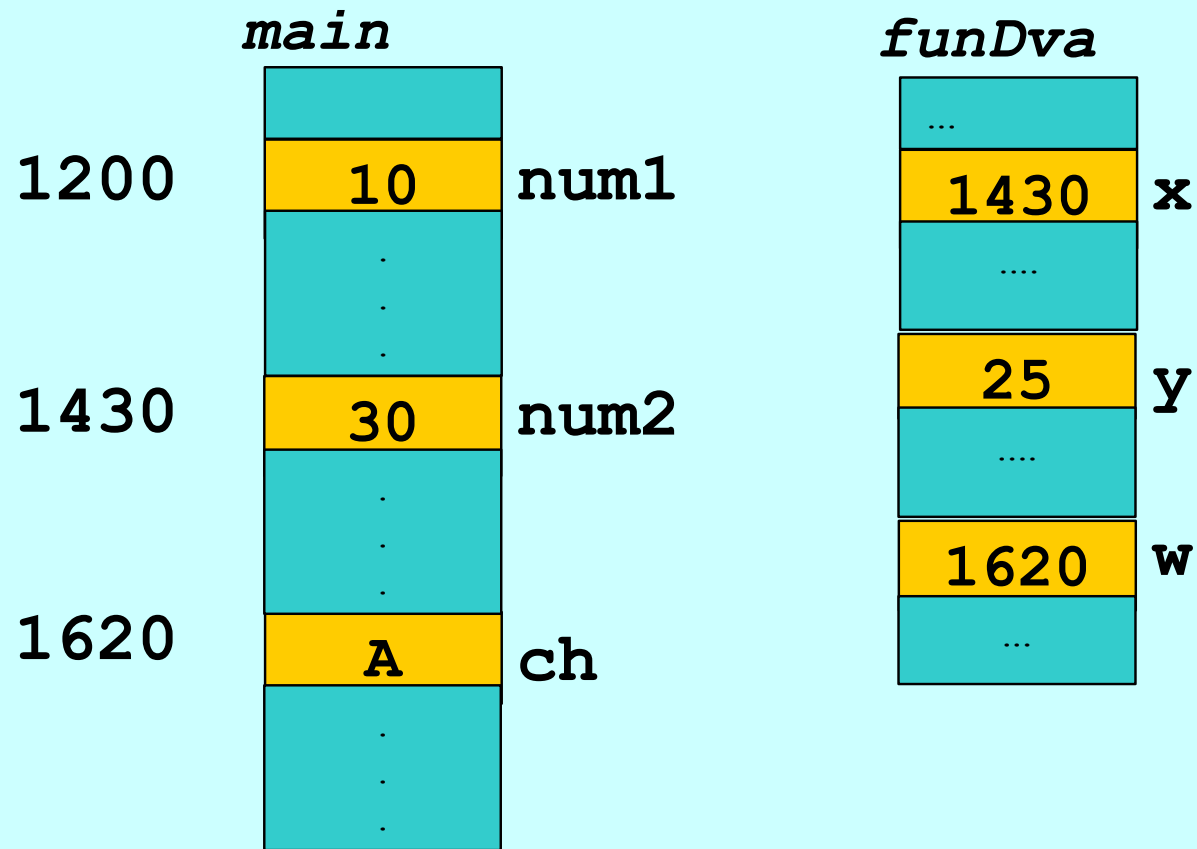 main
funDva
...
1200 10 num1
1430 x
.
.
.
....
1430 30 num2
25 y
.
.
.
....
1620 w
1620 A ch
...
.
.
.